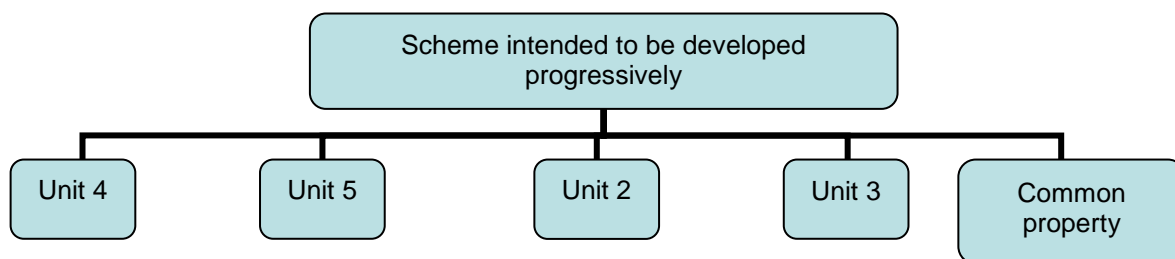 Scheme intended to be developed
progressively
Unit 4
Unit 5
Unit 2
Unit 3
Common
property